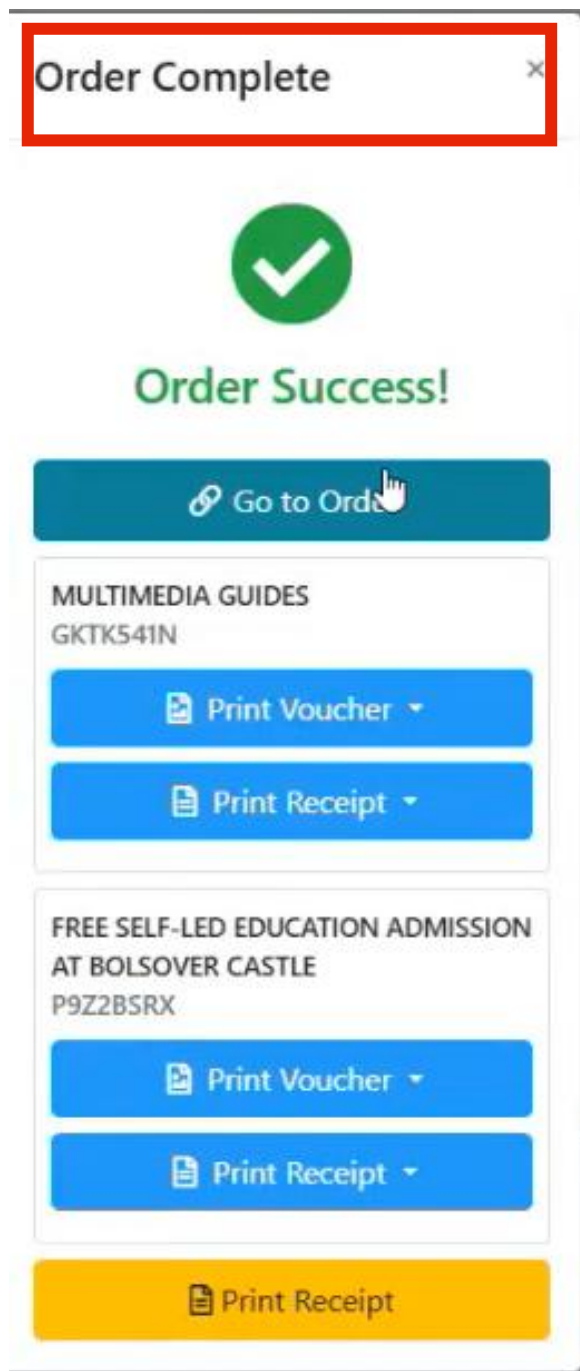 Order Complete ×
Order Success!
Go to Order
MULTIMEDIA GUIDES
GKTK541N
Print Voucher
Print Receipt
FREE SELF-LED EDUCATION ADMISSION
AT BOLSOVER CASTLE
P9Z2BSRX
Print Voucher
Print Receipt
Print Receipt